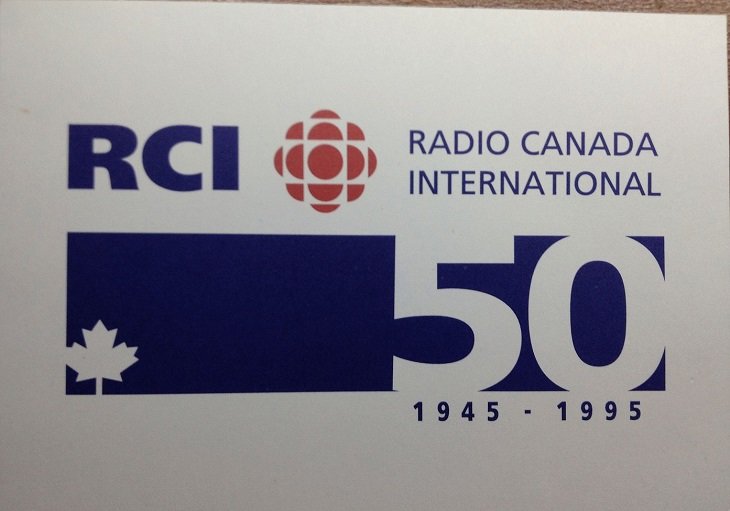 RCI
RADIO CANADA
INTERNATIONAL
50
1945 - 1995